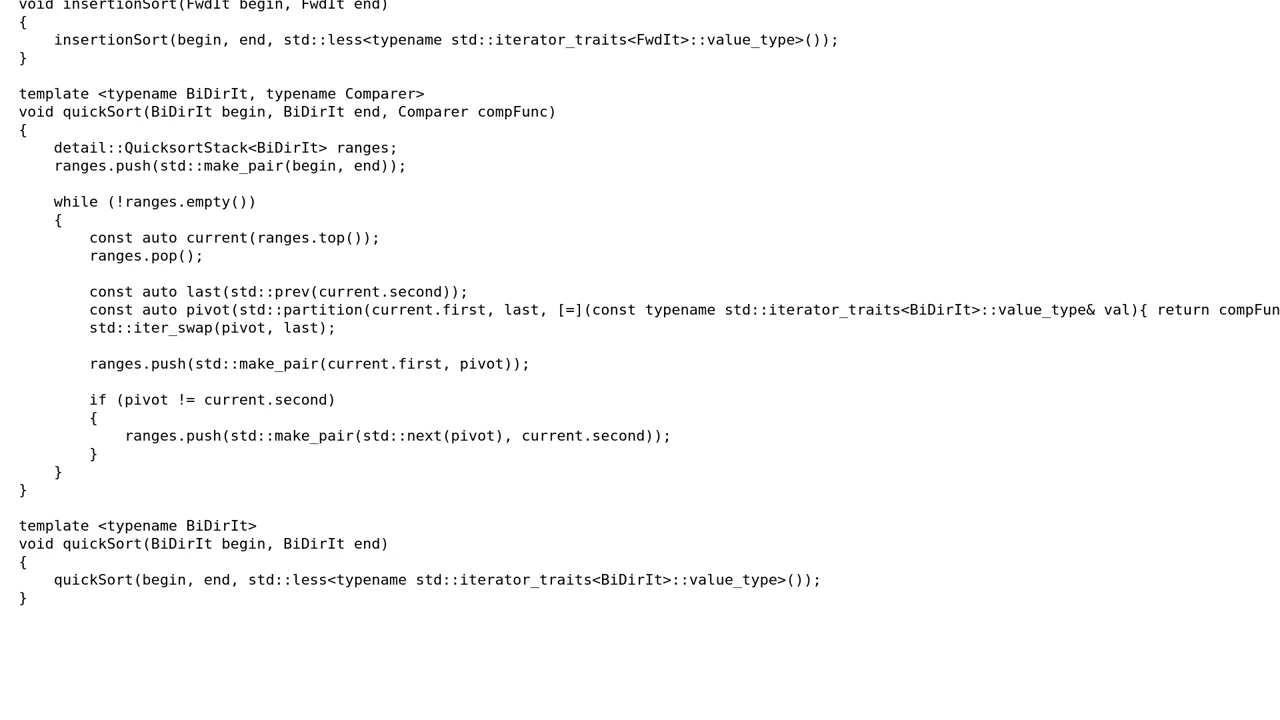 void insertionSort(FwdIt begin, FwdIt end)
{
    insertionSort(begin, end, std::less<typename std::iterator_traits<FwdIt>::value_type>());
}

template <typename BiDirIt, typename Comparer>
void quickSort(BiDirIt begin, BiDirIt end, Comparer compFunc)
{
    detail::QuicksortStack<BiDirIt> ranges;
    ranges.push(std::make_pair(begin, end));

    while (!ranges.empty())
    {
        const auto current(ranges.top());
        ranges.pop();

        const auto last(std::prev(current.second));
        const auto pivot(std::partition(current.first, last, [=](const typename std::iterator_traits<BiDirIt>::value_type& val){ return compFun
        std::iter_swap(pivot, last);

        ranges.push(std::make_pair(current.first, pivot));

        if (pivot != current.second)
        {
            ranges.push(std::make_pair(std::next(pivot), current.second));
        }
    }
}

template <typename BiDirIt>
void quickSort(BiDirIt begin, BiDirIt end)
{
    quickSort(begin, end, std::less<typename std::iterator_traits<BiDirIt>::value_type>());
}